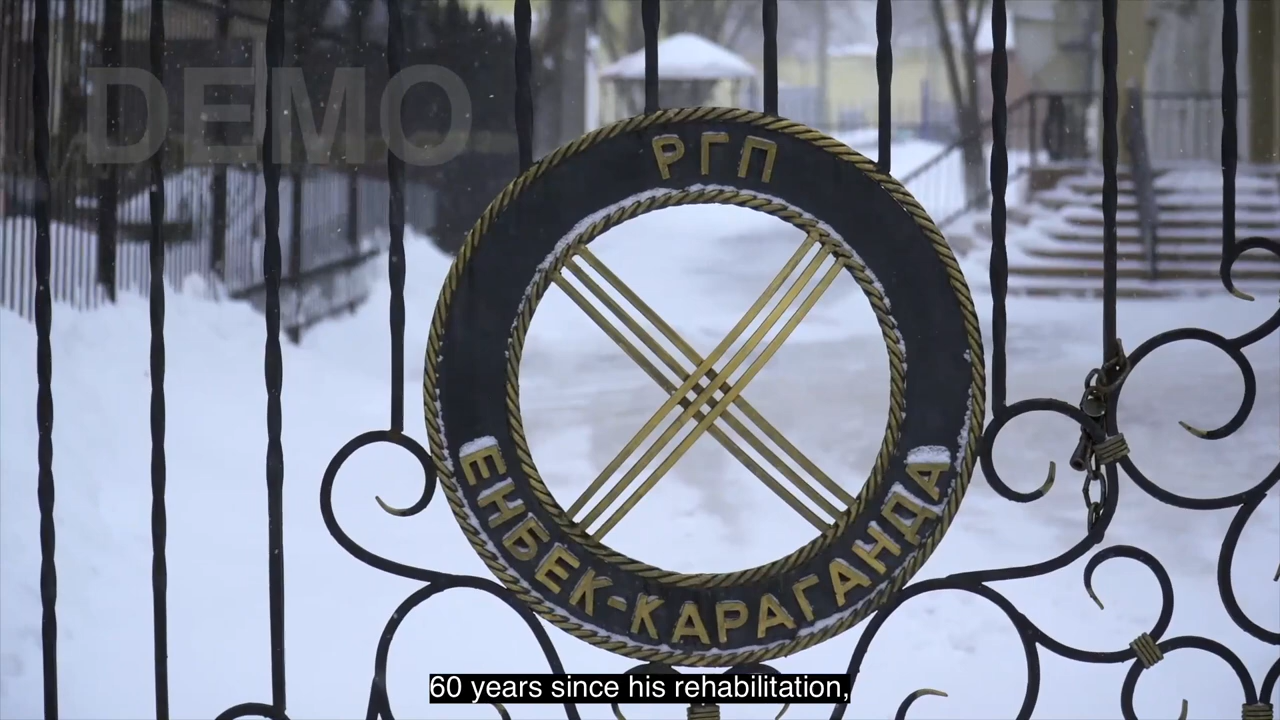 DEMO
РГП
ЕНБЕК-КАРАГАНДА
60 years since his rehabilitation,